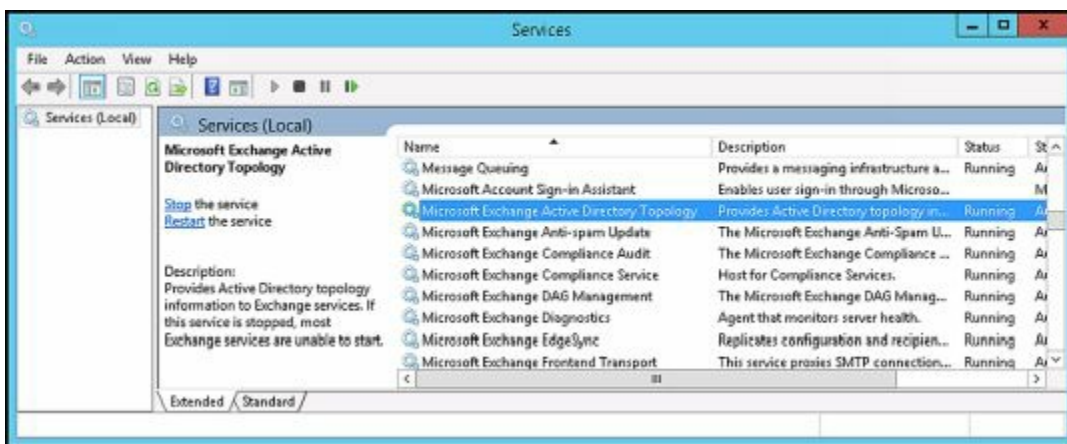 Services
File Action View Help
Services (Local)
Services (Local)
Microsoft Exchange Active
Directory Topology
Stop the service
Restart the service
Description:
Provides Active Directory topology
information to Exchange services. If
this service is stopped, most
Exchange services are unable to start.
Name Description Status St
Message Queuing Provides a messaging infrastructure a... Running A
Microsoft Account Sign-in Assistant Enables user sign-in through Microso... M
Microsoft Exchange Active Directory Topology Provides Active Directory topology in... Running A
Microsoft Exchange Anti-spam Update The Microsoft Exchange Anti-Spam U... Running A
Microsoft Exchange Compliance Audit The Microsoft Exchange Compliance ... Running A
Microsoft Exchange Compliance Service Host for Compliance Services. Running A
Microsoft Exchange DAG Management The Microsoft Exchange DAG Manag... Running A
Microsoft Exchange Diagnostics Agent that monitors server health. Running A
Microsoft Exchange EdgeSync Replicates configuration and recipien... Running A
Microsoft Exchange Frontend Transport This service proxies SMTP connection... Running A
Extended Standard